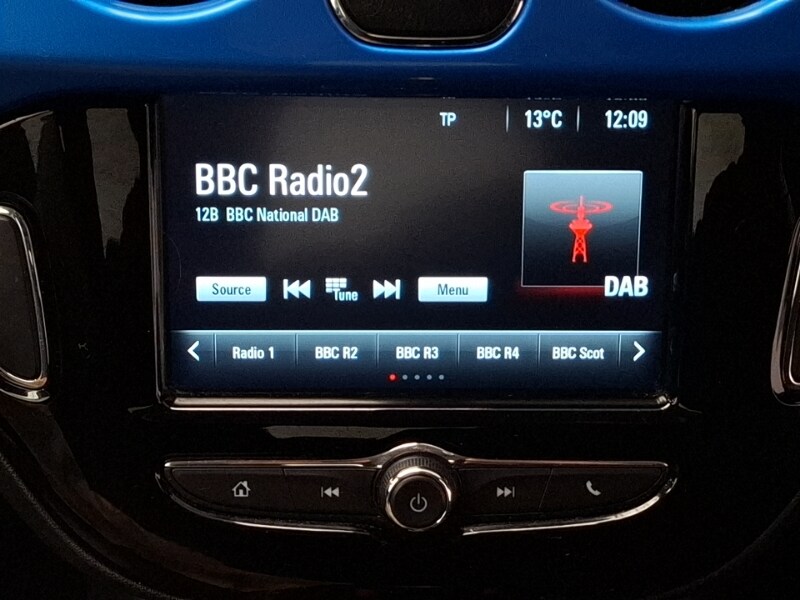 TP 13°C 12:09
BBC Radio2
12B BBC National DAB
DAB
Source Tune Menu
Radio 1 BBC R2 BBC R3 BBC R4 BBC Scot